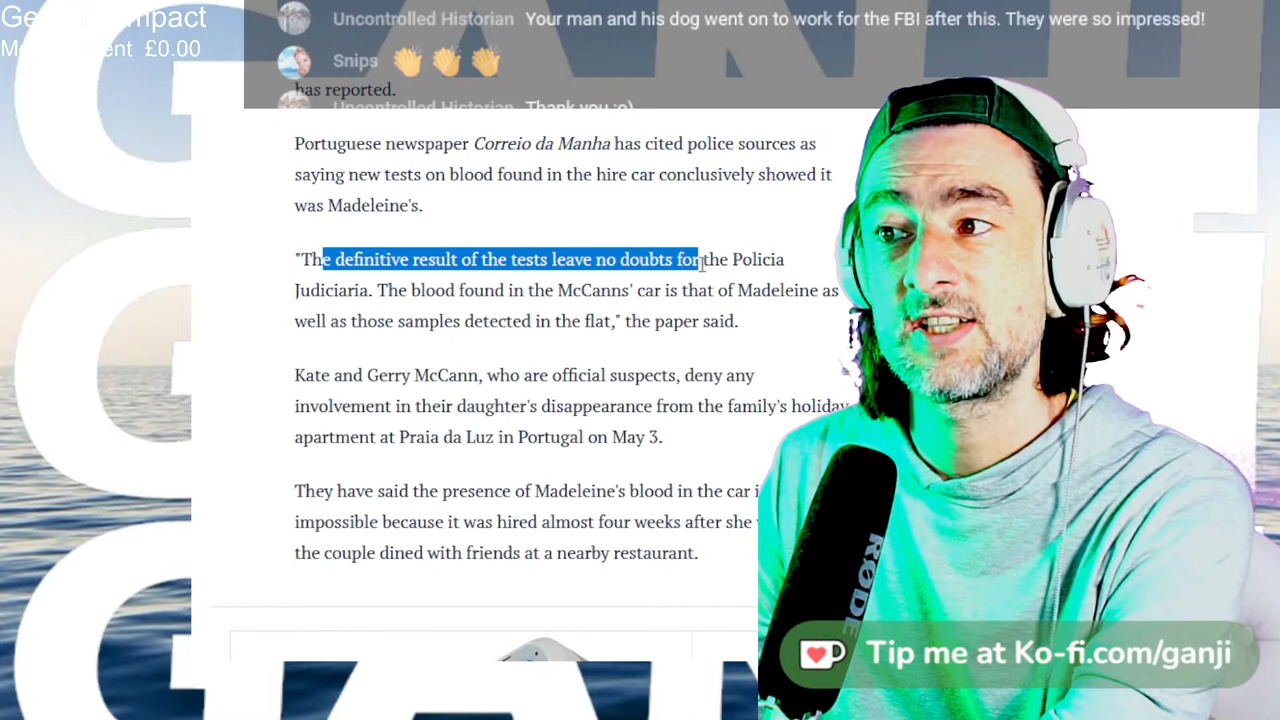 Uncontrolled Historian Your man and his dog went on to work for the FBI after this. They were so impressed!
£0.00
Snips 👏 👏 👏
has reported.
Uncontrolled Historian Thank you :o)
Portuguese newspaper Correio da Manha has cited police sources as
saying new tests on blood found in the hire car conclusively showed it
was Madeleine's.
"The definitive result of the tests leave no doubts for the Policia
Judiciaria. The blood found in the McCanns' car is that of Madeleine as
well as those samples detected in the flat," the paper said.
Kate and Gerry McCann, who are official suspects, deny any
involvement in their daughter's disappearance from the family's holiday
apartment at Praia da Luz in Portugal on May 3.
They have said the presence of Madeleine's blood in the car
impossible because it was hired almost four weeks after she
the couple dined with friends at a nearby restaurant.
RØDE
Tip me at Ko-fi.com/ganji